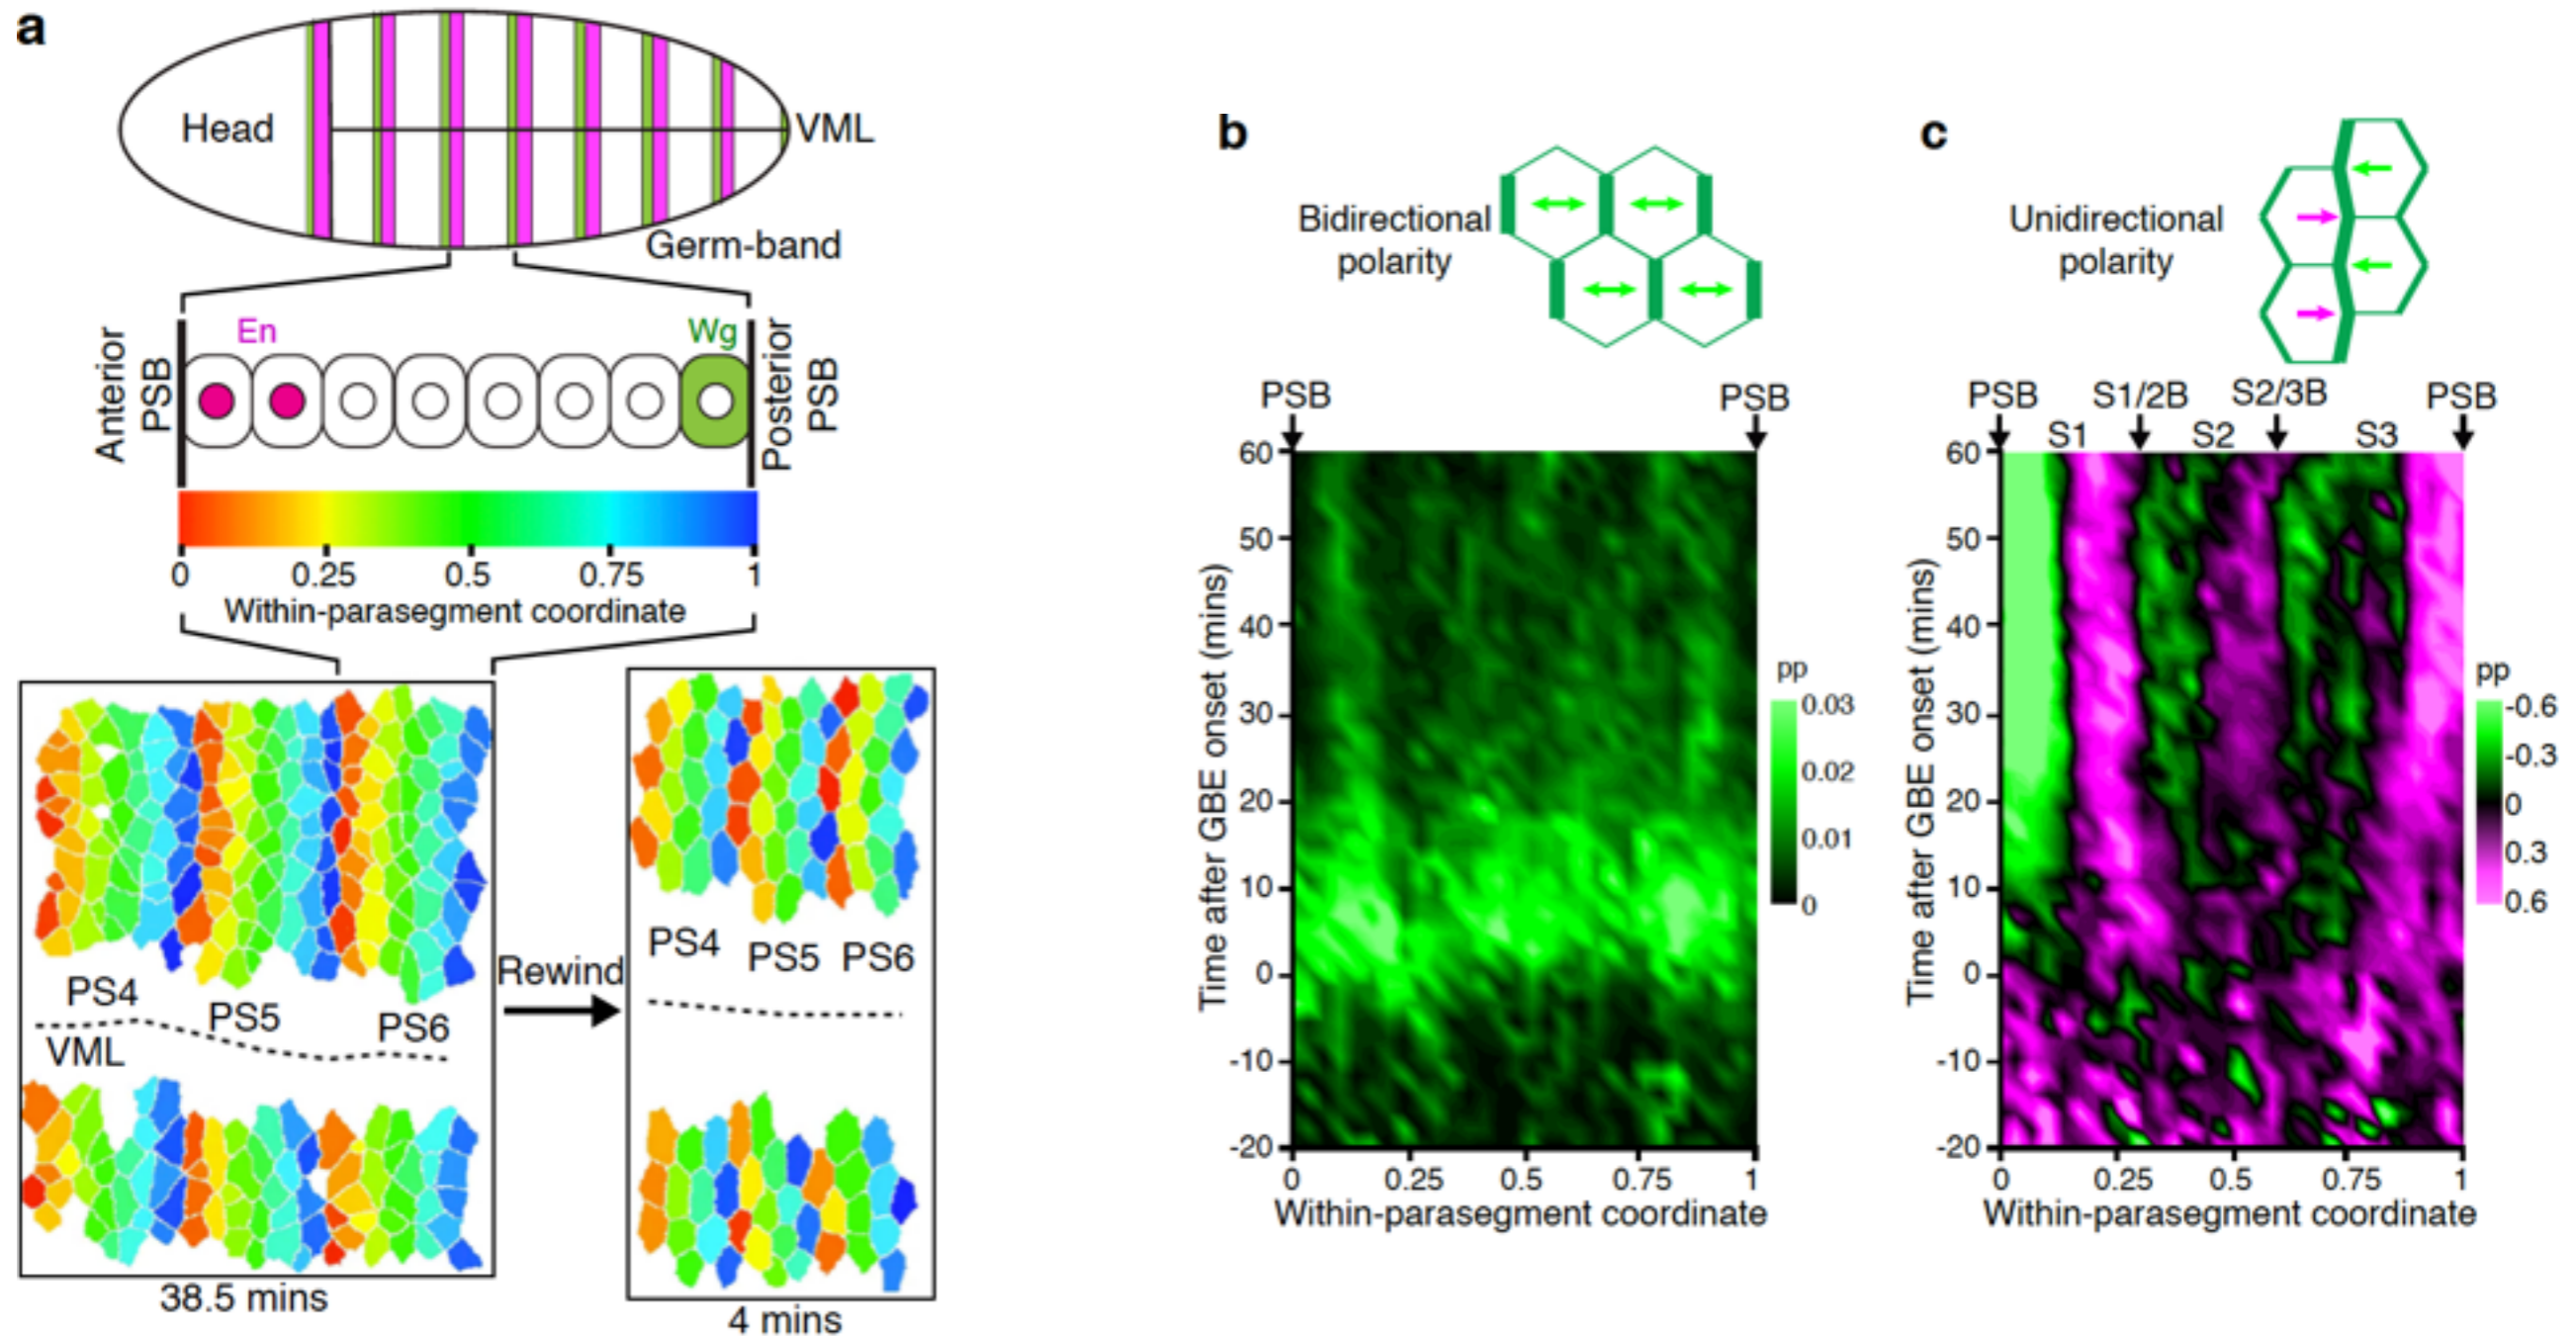 a
Head
VML
Germ-band
Anterior
PSB
En
Wg
Posterior
PSB
0
0.25
0.5
0.75
1
Within-parasegment coordinate
PS4
PS5
PS6
VML
38.5 mins
Rewind
PS4
PS5
PS6
4 mins
b
Bidirectional
polarity
PSB
PSB
Time after GBE onset (mins)
60
50
40
30
20
10
0
-10
-20
0
0.25
0.5
0.75
1
Within-parasegment coordinate
pp
0.03
0.02
0.01
0
c
Unidirectional
polarity
PSB
S1/2B
S2/3B
PSB
S1
S2
S3
Time after GBE onset (mins)
60
50
40
30
20
10
0
-10
-20
0
0.25
0.5
0.75
1
Within-parasegment coordinate
pp
-0.6
-0.3
0
0.3
0.6